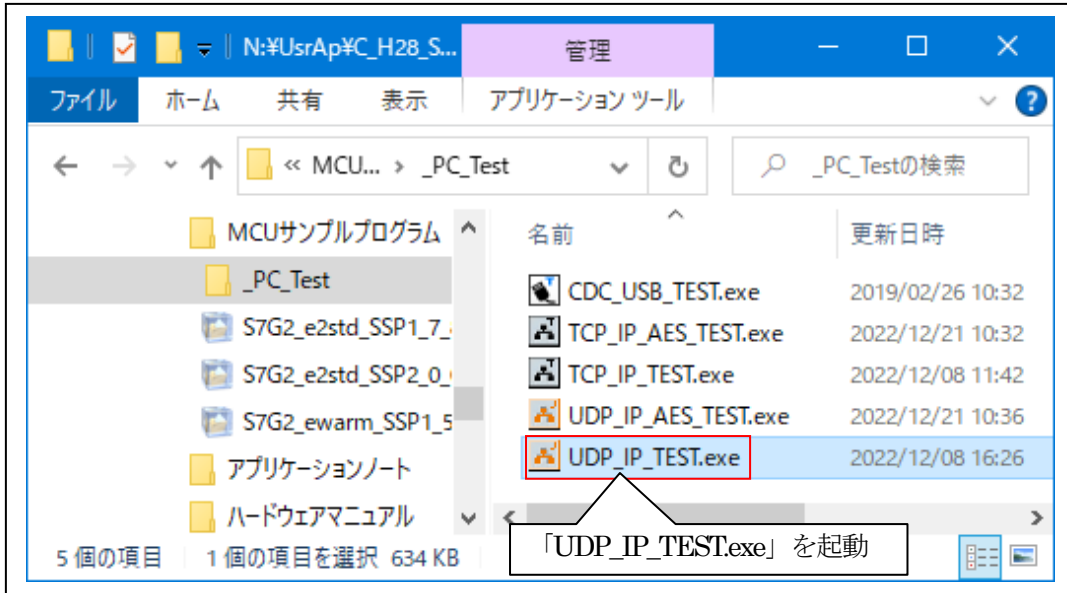 N:¥UsrAp¥C_H28_S...
管理
ファイル ホーム 共有 表示 アプリケーション ツール
« MCU... › _PC_Test
_PC_Testの検索
MCUサンプルプログラム
_PC_Test
S7G2_e2std_SSP1_7_
S7G2_e2std_SSP2_0_
S7G2_ewarm_SSP1_5
アプリケーションノート
ハードウェアマニュアル
名前 更新日時
CDC_USB_TEST.exe 2019/02/26 10:32
TCP_IP_AES_TEST.exe 2022/12/21 10:32
TCP_IP_TEST.exe 2022/12/08 11:42
UDP_IP_AES_TEST.exe 2022/12/21 10:36
UDP_IP_TEST.exe 2022/12/08 16:26
「UDP_IP_TEST.exe」を起動
5 個の項目 1 個の項目を選択 634 KB